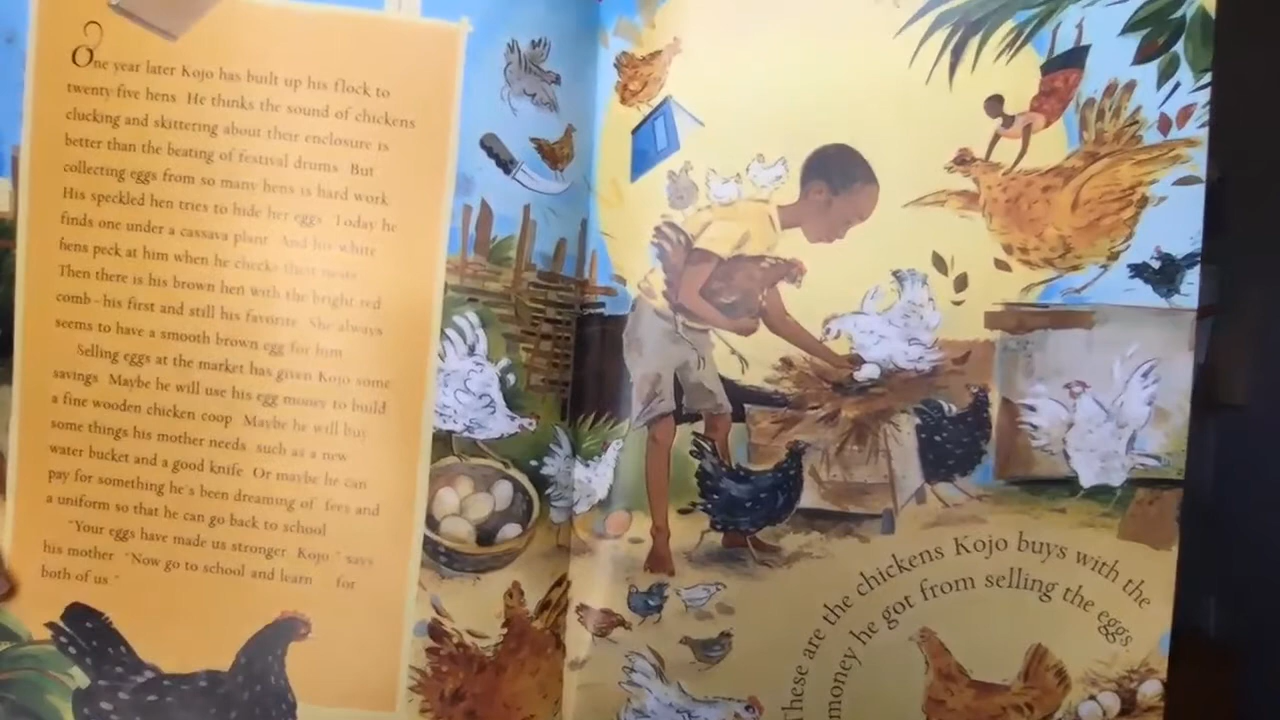 One year later Kojo has built up his flock to
twenty-five hens. He thinks the sound of chickens
clucking and skittering about their enclosure is
better than the beating of festival drums. But
collecting eggs from so many hens is hard work.
His speckled hen tries to hide her eggs. Today he
finds one under a cassava plant. And his white
hens peck at him when he checks their nests.
Then there is his brown hen with the bright red
comb-his first and still his favorite. She always
seems to have a smooth brown egg for him.
Selling eggs at the market has given Kojo some
savings. Maybe he will use his egg money to build
a fine wooden chicken coop. Maybe he will buy
some things his mother needs, such as a new
water bucket and a good knife. Or maybe he can
pay for something he's been dreaming of: fees and
a uniform so that he can go back to school.
"Your eggs have made us stronger, Kojo," says
his mother. "Now go to school and learn for
both of us."
These are the chickens Kojo buys with the
money he got from selling the eggs.